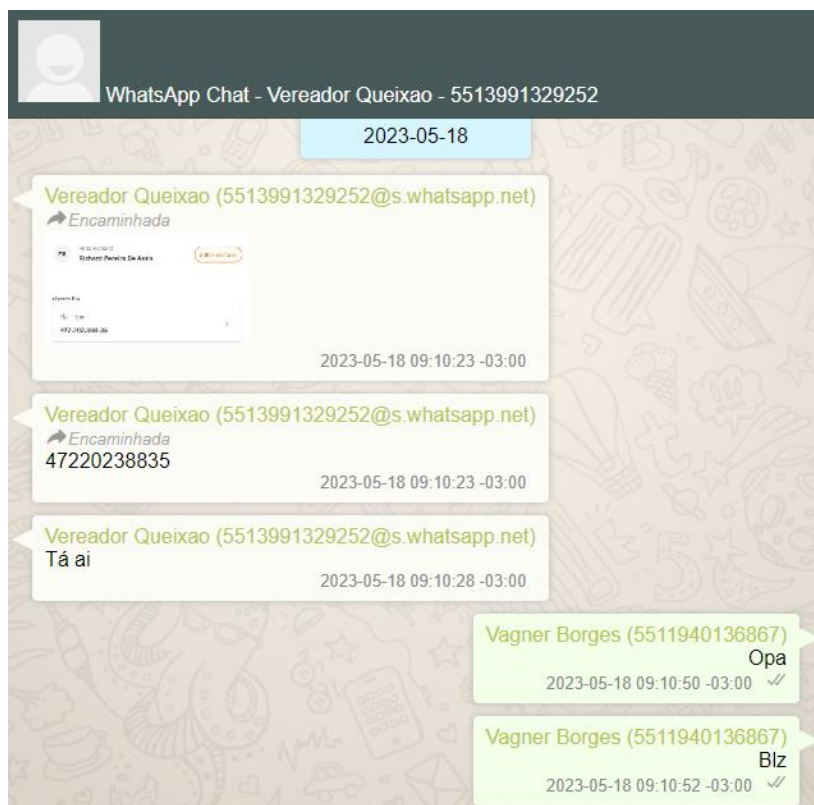 WhatsApp Chat - Vereador Queixao - 5513991329252
2023-05-18
Vereador Queixao (5513991329252@s.whatsapp.net)
Encaminhada
Richard Pereira De Assis
2023-05-18 09:10:23 -03:00
Vereador Queixao (5513991329252@s.whatsapp.net)
Encaminhada
47220238835
2023-05-18 09:10:23 -03:00
Vereador Queixao (5513991329252@s.whatsapp.net)
Tá ai
2023-05-18 09:10:28 -03:00
Vagner Borges (5511940136867)
Opa
2023-05-18 09:10:50 -03:00
Vagner Borges (5511940136867)
Blz
2023-05-18 09:10:52 -03:00